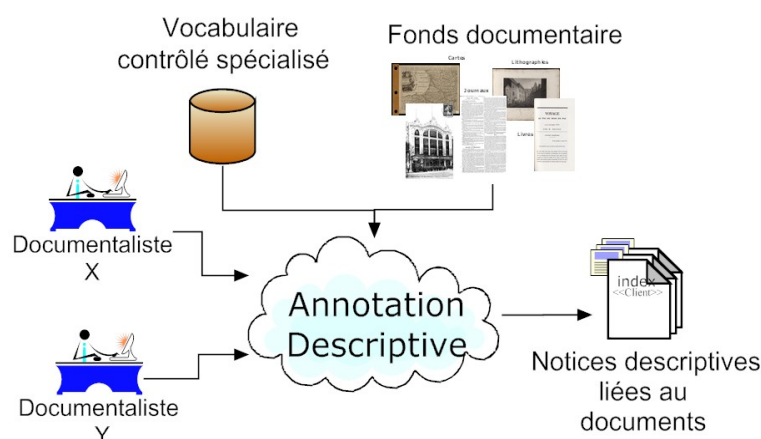 Vocabulaire
contrôlé spécialisé
Fonds documentaire
Cartes
Lithographies
Journaux
Livres
VOYAGE
Documentaliste
X
Annotation
Descriptive
index
<<Client>>
Documentaliste
Y
Notices descriptives
liées au
documents